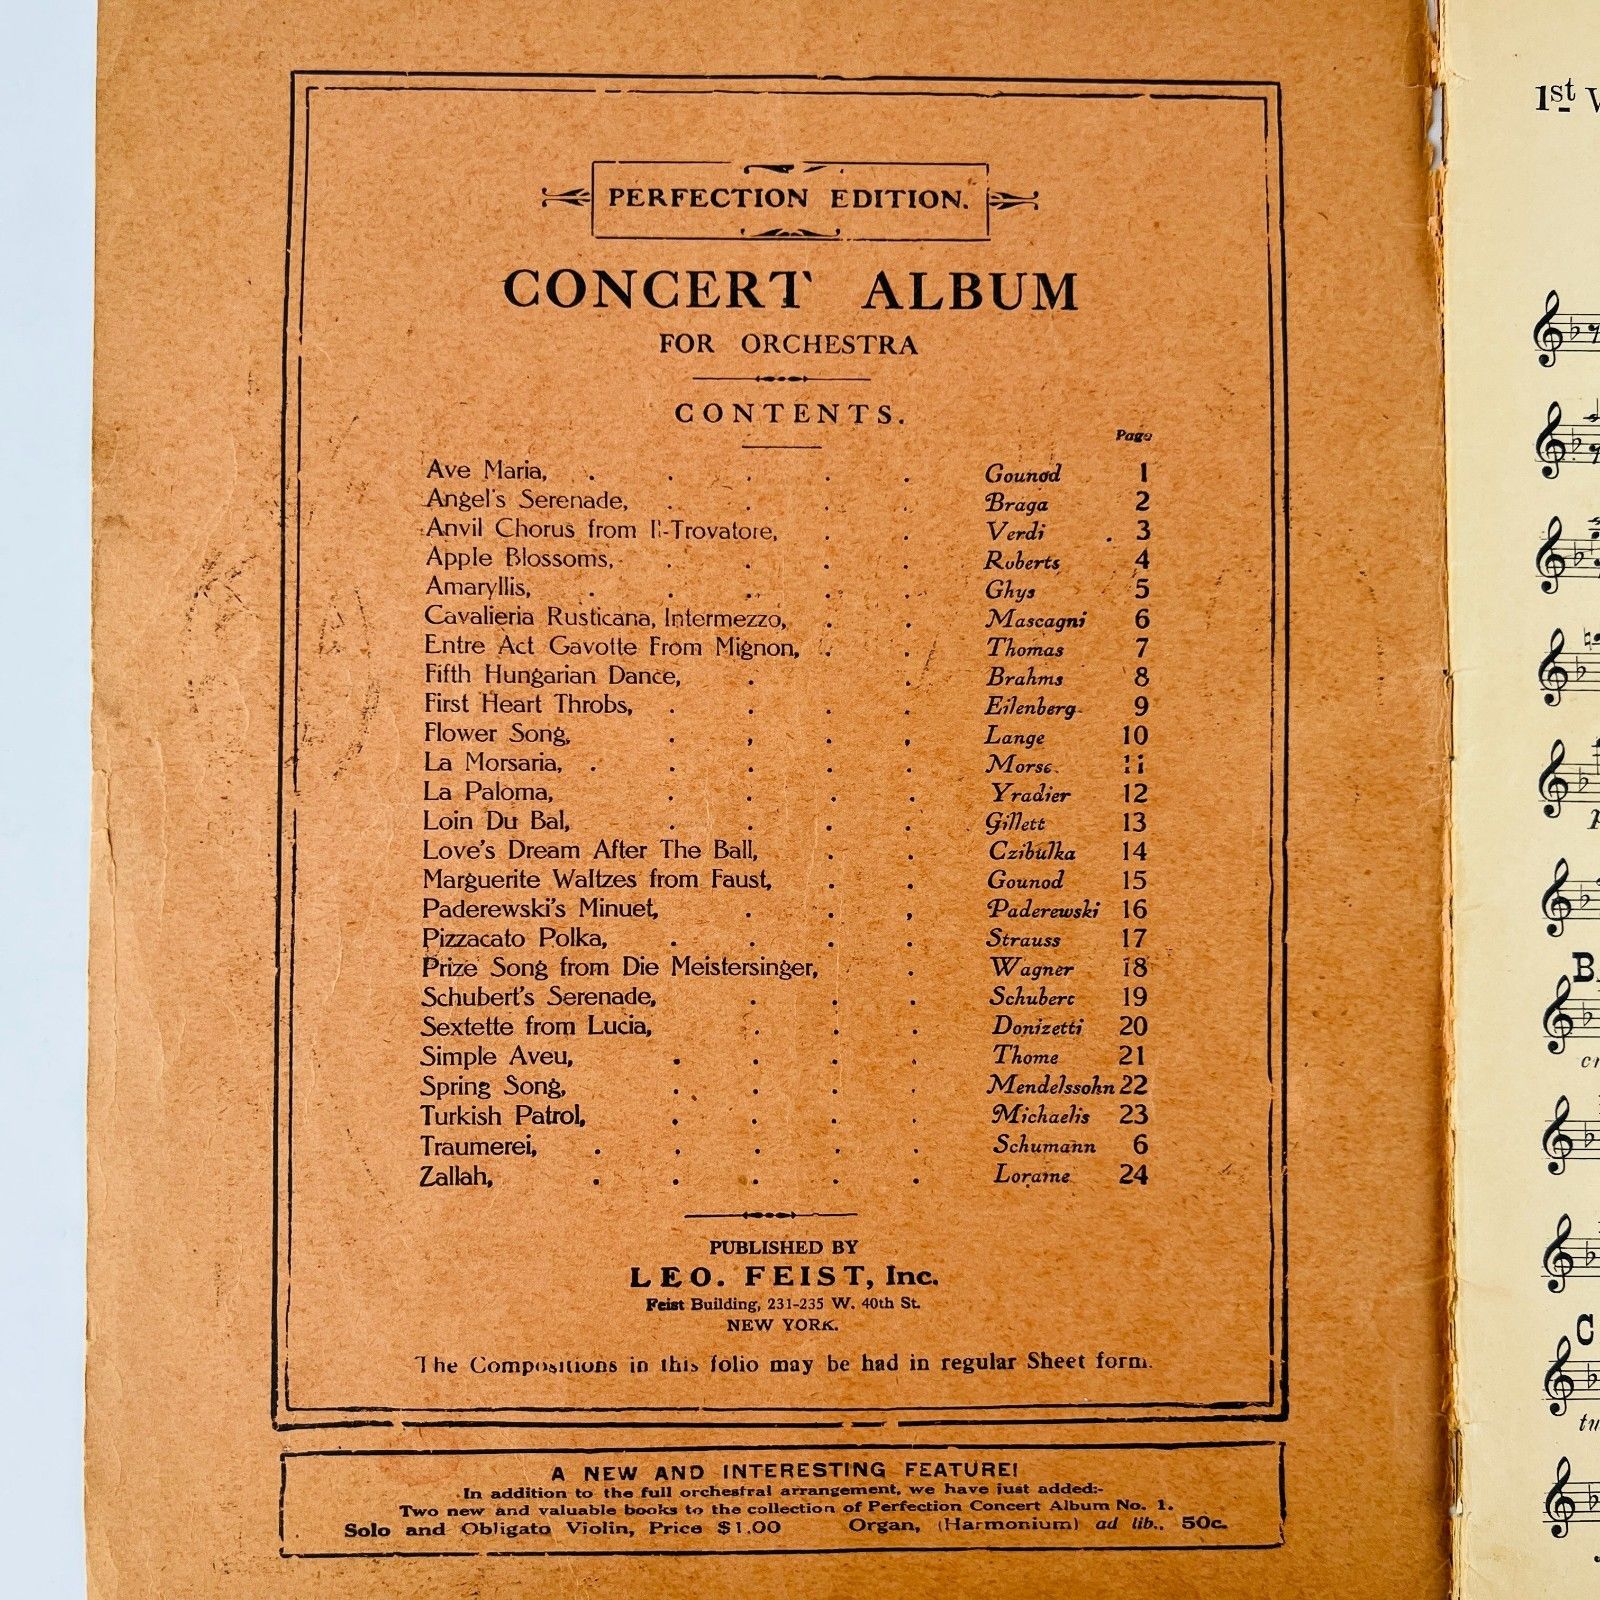 PERFECTION EDITION.
CONCERT ALBUM
FOR ORCHESTRA
CONTENTS.
Page
Ave Maria, . . . . . Gounod 1
Angel's Serenade, . . . . Braga 2
Anvil Chorus from Il-Trovatore, . . Verdi . 3
Apple Blossoms, . . . . Roberts 4
Amaryllis, . . . . . Ghys 5
Cavalieria Rusticana, Intermezzo, . . Mascagni 6
Entre Act Gavotte From Mignon, . . Thomas 7
Fifth Hungarian Dance, . . Brahms 8
First Heart Throbs, . . . . Eilenberg 9
Flower Song, . . . . Lange 10
La Morsaria, . . . . . Morse 11
La Paloma, . . . . Yradier 12
Loin Du Bal, . . . . Gillett 13
Love's Dream After The Ball, . . Czibulka 14
Marguerite Waltzes from Faust, . . Gounod 15
Paderewski's Minuet, . . . Paderewski 16
Pizzacato Polka, . . . . Strauss 17
Prize Song from Die Meistersinger, . Wagner 18
Schubert's Serenade, . . . Schubert 19
Sextette from Lucia, . . . Donizetti 20
Simple Aveu, . . . . Thome 21
Spring Song, . . . . Mendelssohn 22
Turkish Patrol, . . . . Michaelis 23
Traumerei, . . . . . Schumann 6
Zallah, . . . . . Loraine 24
PUBLISHED BY
LEO. FEIST, Inc.
Feist Building, 231-235 W. 40th St.
NEW YORK.
The Compositions in this folio may be had in regular Sheet form.
A NEW AND INTERESTING FEATURE!
In addition to the full orchestral arrangement, we have just added:-
Two new and valuable books to the collection of Perfection Concert Album No. 1.
Solo and Obligato Violin, Price $1.00 Organ, (Harmonium) ad lib., 50c.
1st
C